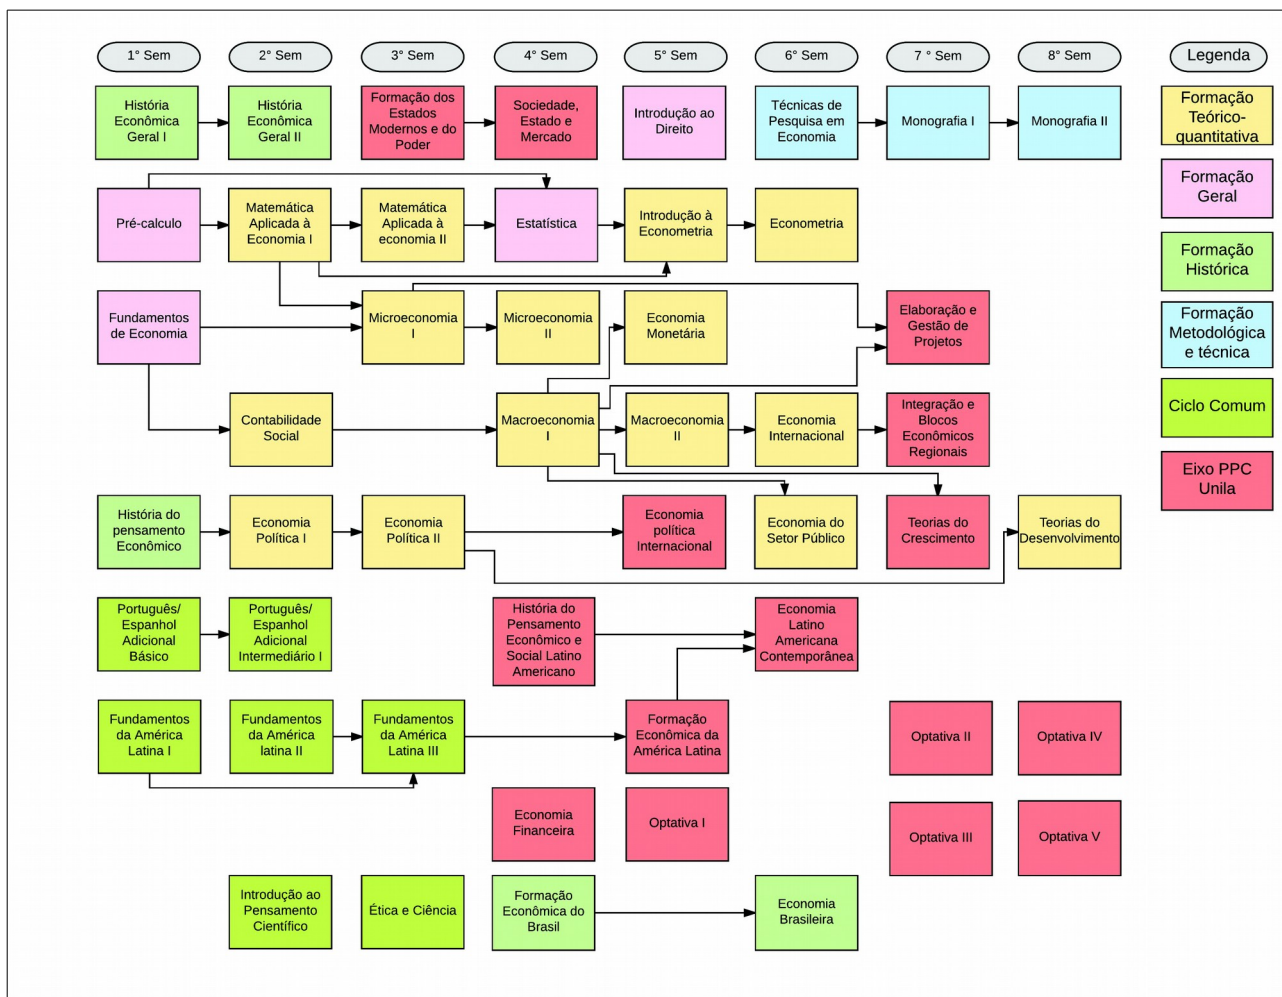 1° Sem
2° Sem
3° Sem
4° Sem
5° Sem
6° Sem
7 ° Sem
8° Sem
Legenda
História
Econômica
Geral I
História
Econômica
Geral II
Formação dos
Estados
Modernos e do
Poder
Sociedade,
Estado e
Mercado
Introdução ao
Direito
Técnicas de
Pesquisa em
Economia
Monografia I
Monografia II
Formação
Teórico-
quantitativa
Pré-calculo
Matemática
Aplicada à
Economia I
Matemática
Aplicada à
economia II
Estatística
Introdução à
Econometria
Econometria
Formação
Geral
Fundamentos
de Economia
Microeconomia
I
Microeconomia
II
Economia
Monetária
Elaboração e
Gestão de
Projetos
Formação
Histórica
Formação
Metodológica
e técnica
Contabilidade
Social
Macroeconomia
I
Macroeconomia
II
Economia
Internacional
Integração e
Blocos
Econômicos
Regionais
Ciclo Comum
História do
pensamento
Econômico
Economia
Política I
Economia
Política II
Economia
política
Internacional
Economia do
Setor Público
Teorias do
Crescimento
Teorias do
Desenvolvimento
Eixo PPC
Unila
Português/
Espanhol
Adicional
Básico
Português/
Espanhol
Adicional
Intermediário I
História do
Pensamento
Econômico e
Social Latino
Americano
Economia
Latino
Americana
Contemporânea
Fundamentos
da América
Latina I
Fundamentos
da América
latina II
Fundamentos
da América
Latina III
Formação
Econômica da
América Latina
Optativa II
Optativa IV
Economia
Financeira
Optativa I
Optativa III
Optativa V
Introdução ao
Pensamento
Científico
Ética e Ciência
Formação
Econômica do
Brasil
Economia
Brasileira